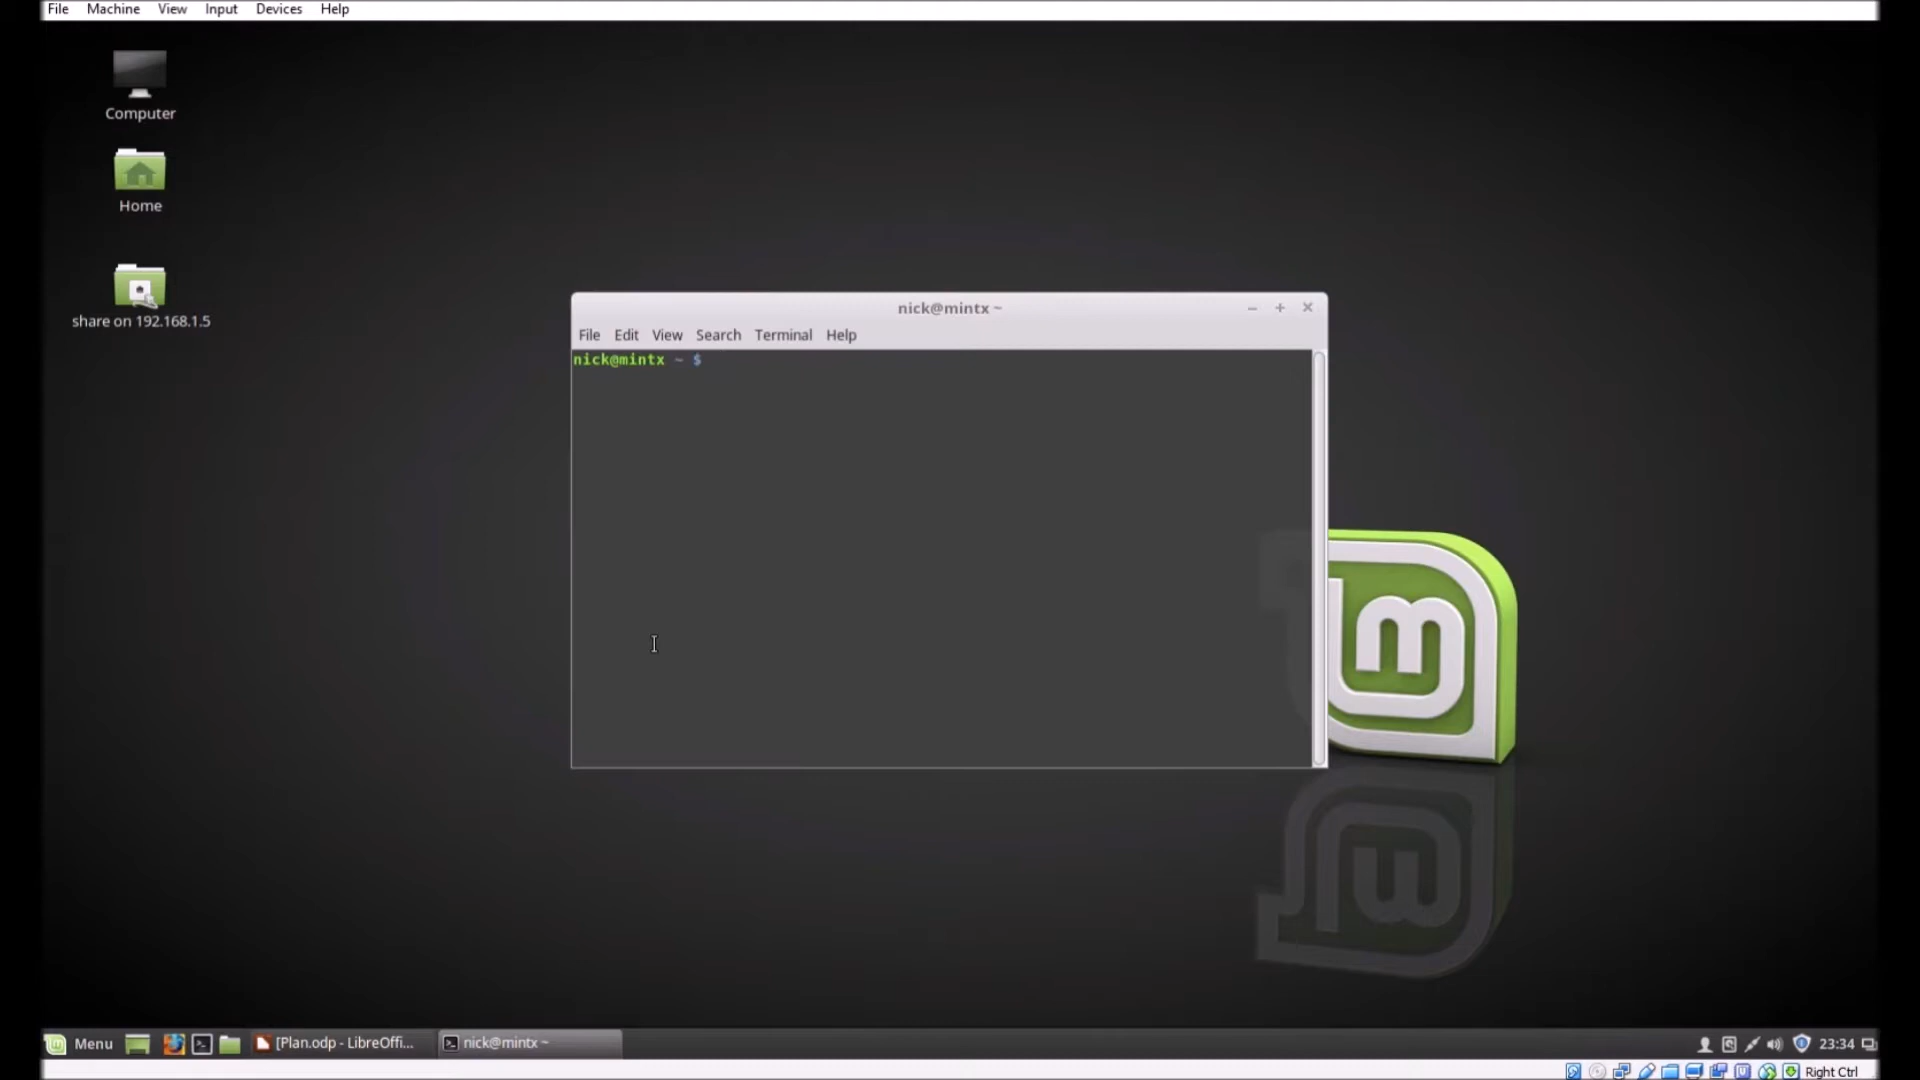 File Machine View Input Devices Help
Computer
Home
share on 192.168.1.5
nick@mintx ~
File Edit View Search Terminal Help
nick@mintx ~ $
Menu [Plan.odp - LibreOffi... nick@mintx ~ 23:34
Right Ctrl